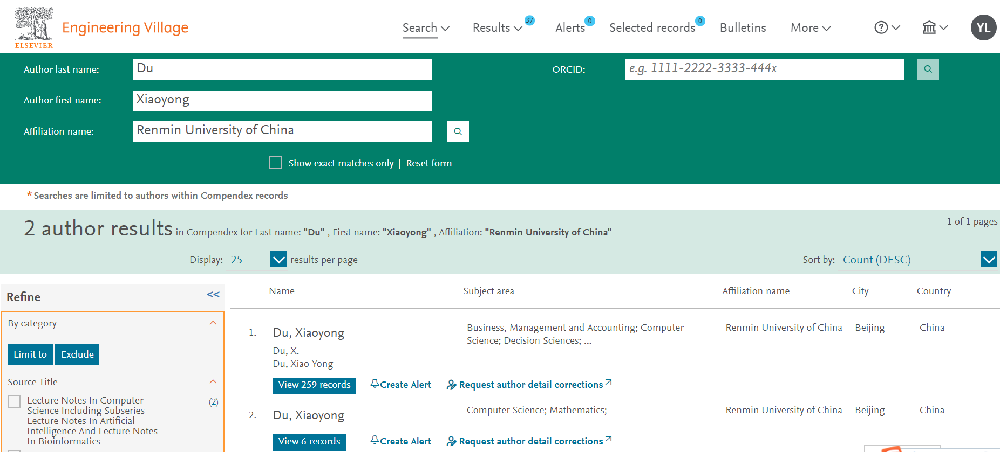 ELSEVIER
Engineering Village
Search
Results 37
Alerts 0
Selected records 0
Bulletins
More
?
YL
Author last name: Du
ORCID: e.g. 1111-2222-3333-444x
Author first name: Xiaoyong
Affiliation name: Renmin University of China
Show exact matches only | Reset form
*Searches are limited to authors within Compendex records
2 author results in Compendex for Last name: "Du" , First name: "Xiaoyong" , Affiliation: "Renmin University of China"
1 of 1 pages
Display: 25 results per page
Sort by: Count (DESC)
Refine <<
By category
Limit to Exclude
Source Title
Lecture Notes In Computer (2)
Science Including Subseries
Lecture Notes In Artificial
Intelligence And Lecture Notes
In Bioinformatics
Name Subject area Affiliation name City Country
1. Du, Xiaoyong
Du, X.
Du, Xiao Yong
Business, Management and Accounting; Computer
Science; Decision Sciences; ...
Renmin University of China Beijing China
View 259 records Create Alert Request author detail corrections
2. Du, Xiaoyong
Computer Science; Mathematics;
Renmin University of China Beijing China
View 6 records Create Alert Request author detail corrections